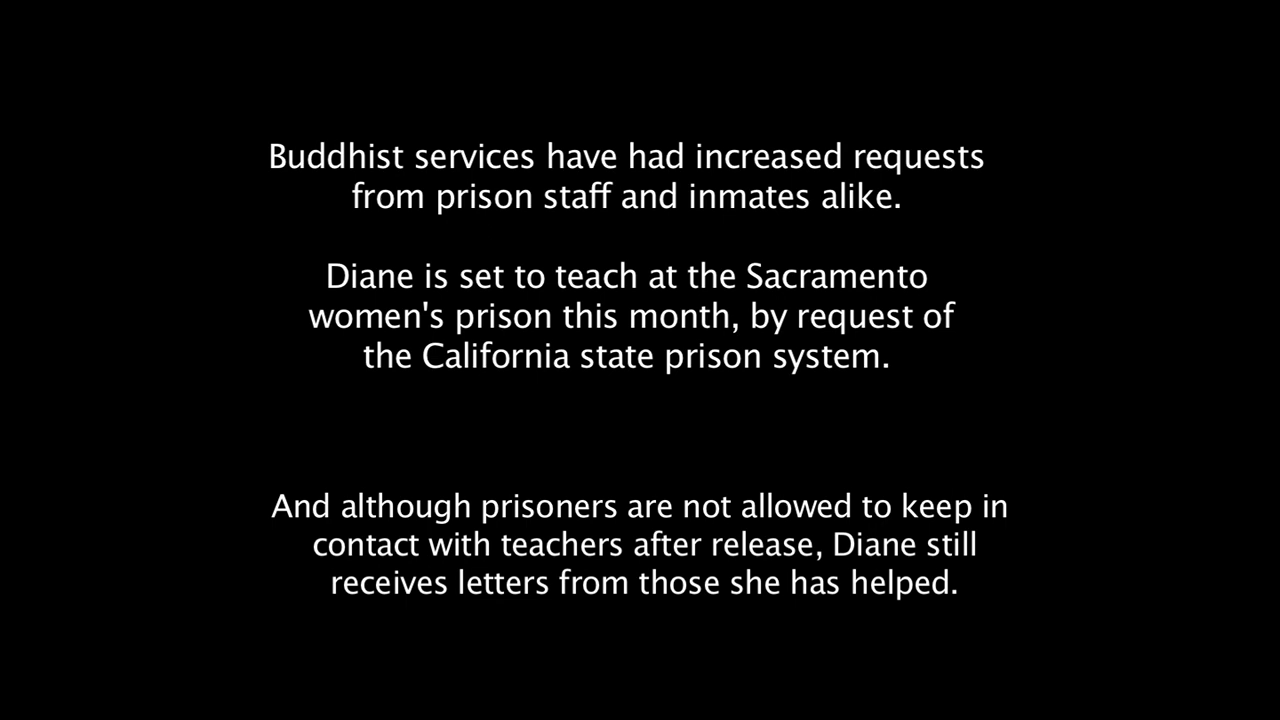 Buddhist services have had increased requests
from prison staff and inmates alike.
Diane is set to teach at the Sacramento
women's prison this month, by request of
the California state prison system.
And although prisoners are not allowed to keep in
contact with teachers after release, Diane still
receives letters from those she has helped.